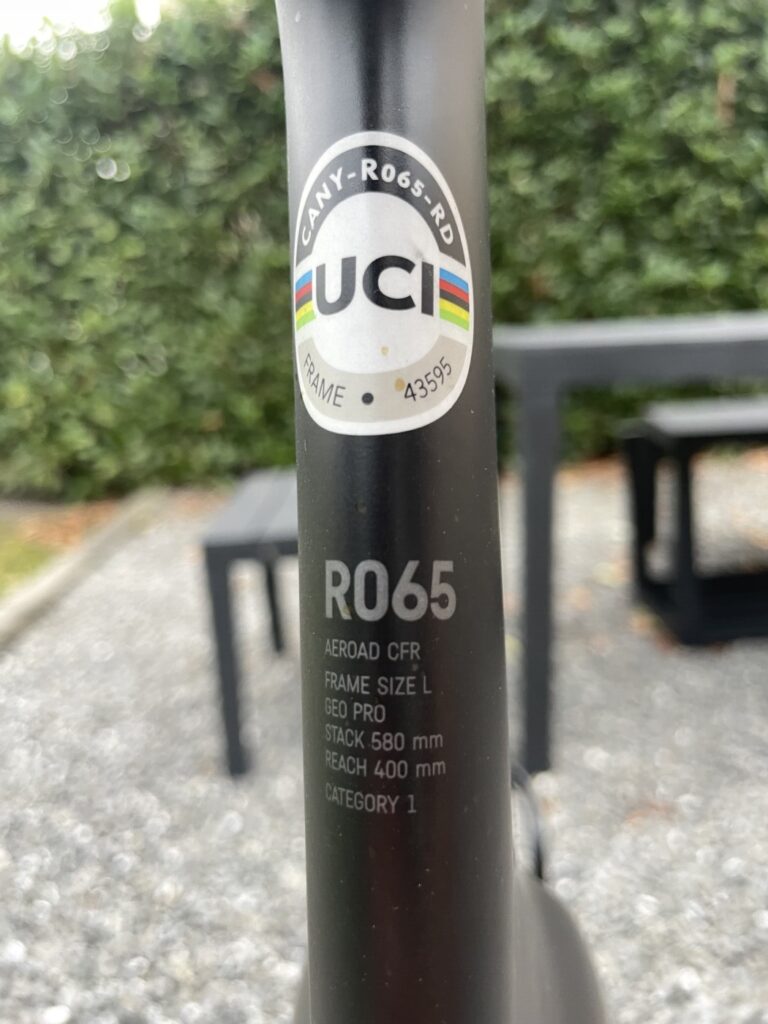 CANY-R065-RD
UCI
FRAME • 43595
R065
AEROAD CFR
FRAME SIZE L
GEO PRO
STACK 580 mm
REACH 400 mm
CATEGORY 1